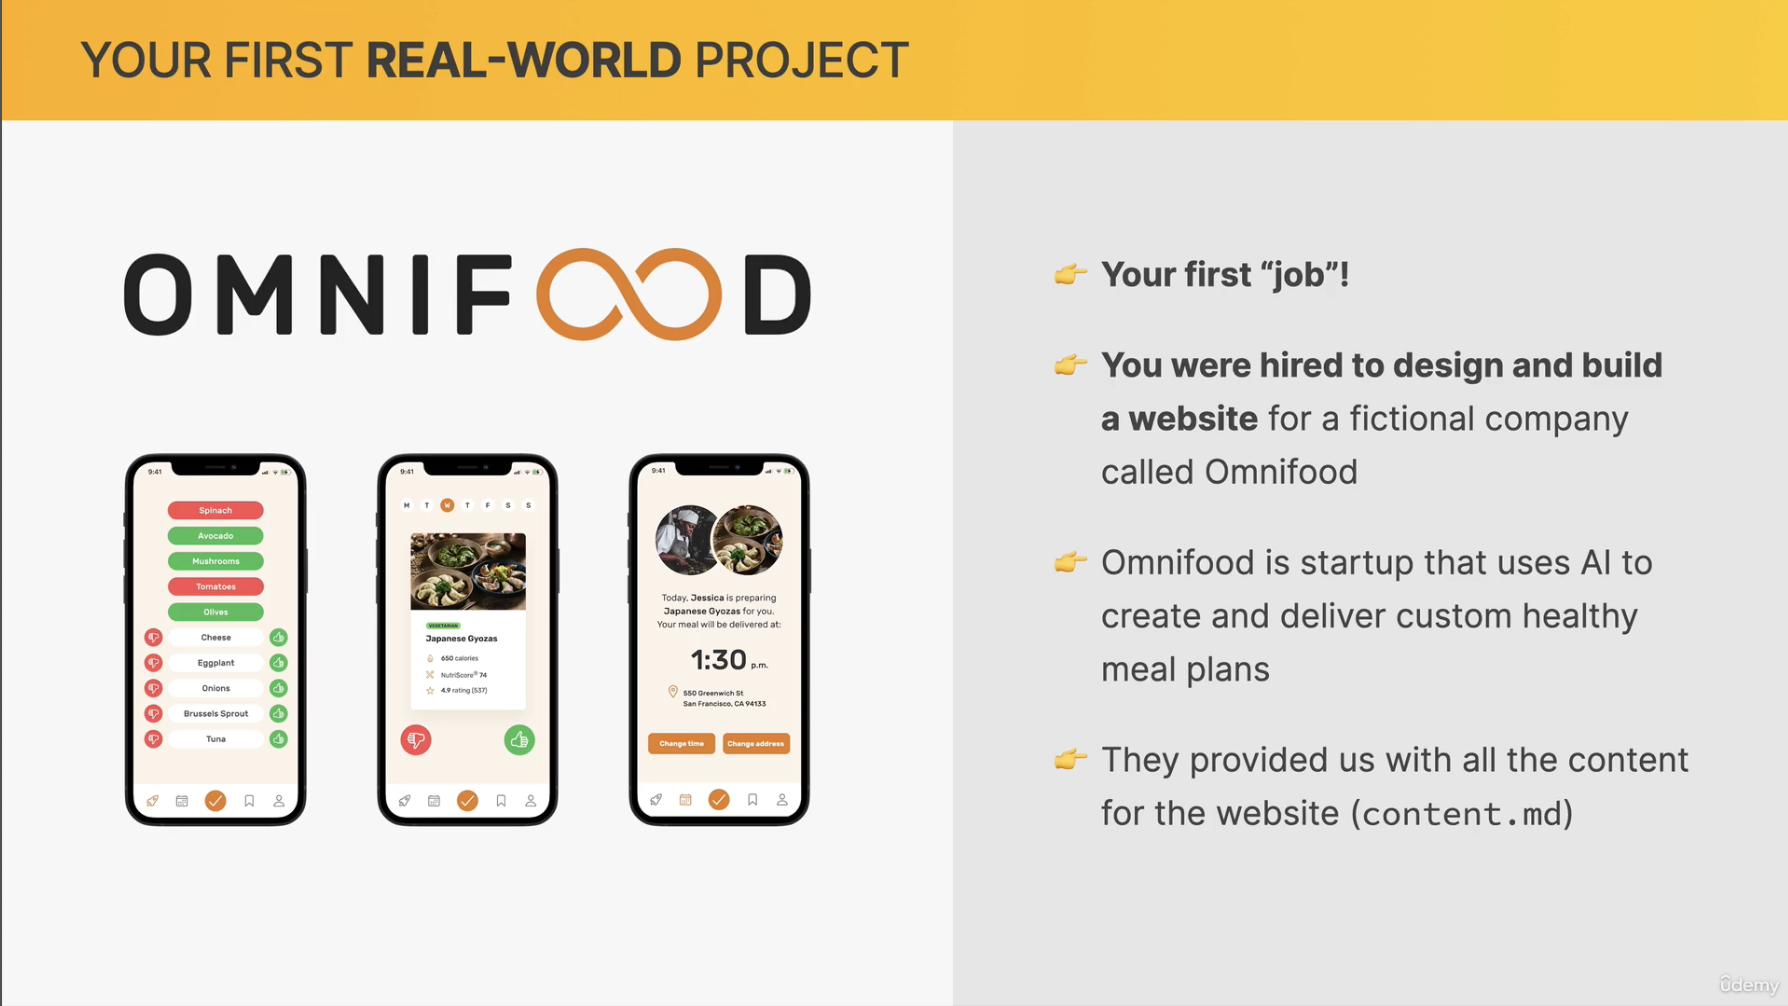 YOUR FIRST REAL-WORLD PROJECT
OMNIFOOD
9:41
Spinach
Avocado
Mushrooms
Tomatoes
Olives
Cheese
Eggplant
Onions
Brussels Sprout
Tuna
9:41
M T W T F S S
VEGETARIAN
Japanese Gyozas
650 calories
NutriScore® 74
4.9 rating (537)
9:41
Today, Jessica is preparing
Japanese Gyozas for you.
Your meal will be delivered at:
1:30 p.m.
550 Greenwich St
San Francisco, CA 94133
Change time
Change address
👉 Your first “job”!
👉 You were hired to design and build
a website for a fictional company
called Omnifood
👉 Omnifood is startup that uses AI to
create and deliver custom healthy
meal plans
👉 They provided us with all the content
for the website (content.md)
ûdemy